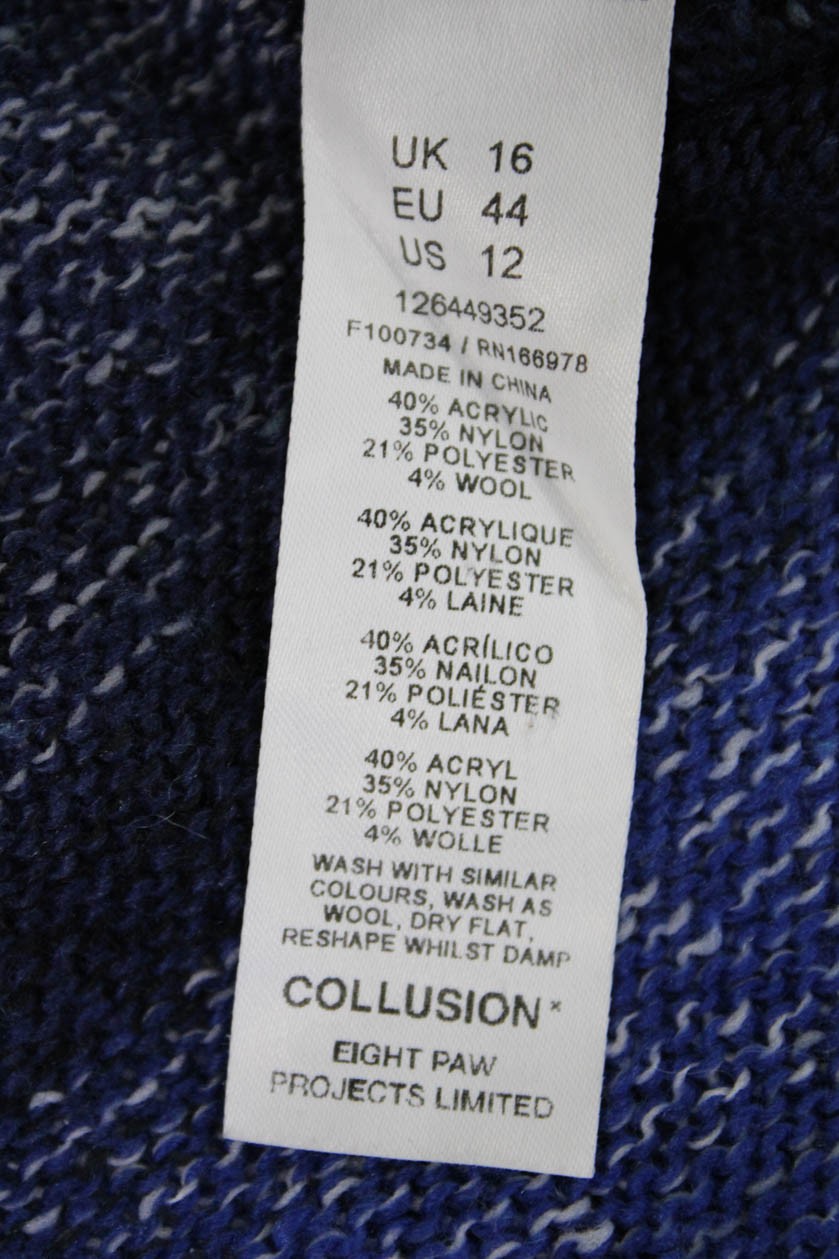 UK 16
EU 44
US 12
126449352
F100734 / RN166978
MADE IN CHINA
40% ACRYLIC
35% NYLON
21% POLYESTER
4% WOOL
40% ACRYLIQUE
35% NYLON
21% POLYESTER
4% LAINE
40% ACRÍLICO
35% NAILON
21% POLIÉSTER
4% LANA
40% ACRYL
35% NYLON
21% POLYESTER
4% WOLLE
WASH WITH SIMILAR
COLOURS, WASH AS
WOOL, DRY FLAT,
RESHAPE WHILST DAMP
COLLUSION×
EIGHT PAW
PROJECTS LIMITED